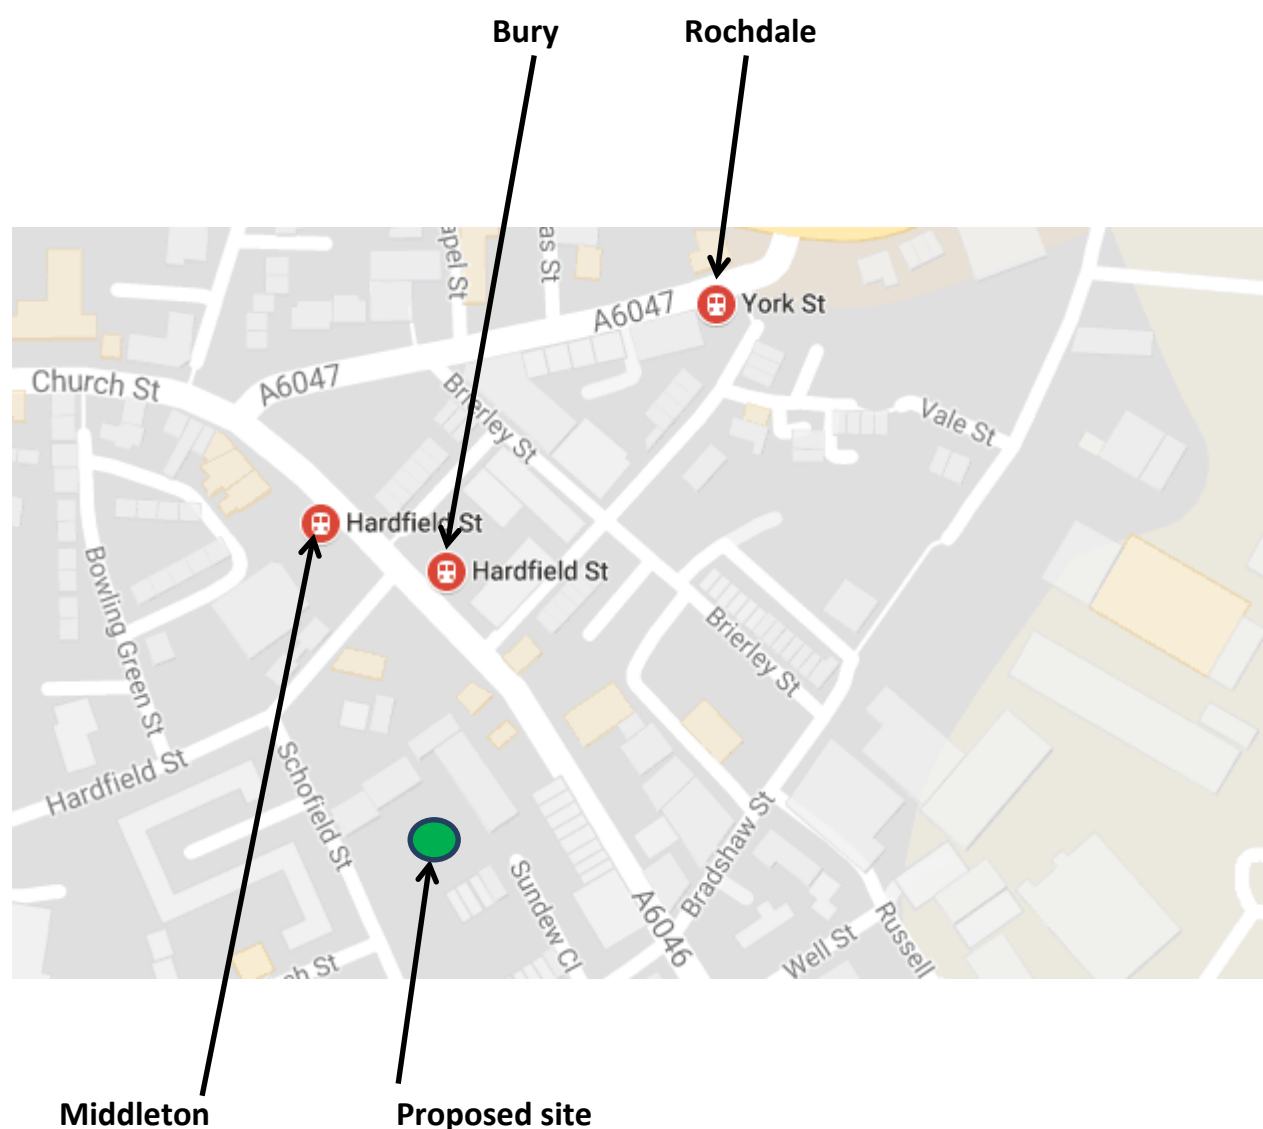 Bury
Rochdale
apel St
as St
A6047
York St
Church St
A6047
Brierley St
Vale St
Hardfield St
Hardfield St
Bowling Green St
Brierley St
Hardfield St
Schofield St
Bradshaw St
Sundew Cl
A6046
Well St
Russell
ch St
Middleton
Proposed site